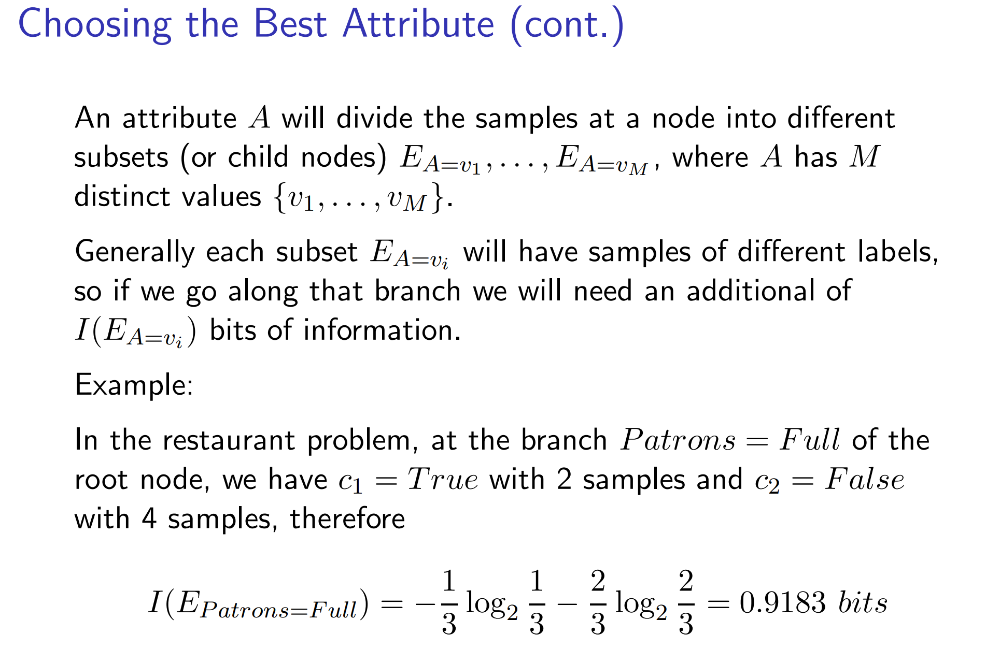 Choosing the Best Attribute (cont.)
An attribute $A$ will divide the samples at a node into different
subsets (or child nodes) $E_{A=v_1}, \ldots, E_{A=v_M}$, where $A$ has $M$
distinct values $\{v_1, \ldots, v_M\}$.
Generally each subset $E_{A=v_i}$ will have samples of different labels,
so if we go along that branch we will need an additional of
$I(E_{A=v_i})$ bits of information.
Example:
In the restaurant problem, at the branch $Patrons = Full$ of the
root node, we have $c_1 = True$ with 2 samples and $c_2 = False$
with 4 samples, therefore
$I(E_{Patrons=Full}) = -\frac{1}{3} \log_2 \frac{1}{3} - \frac{2}{3} \log_2 \frac{2}{3} = 0.9183 \ bits$